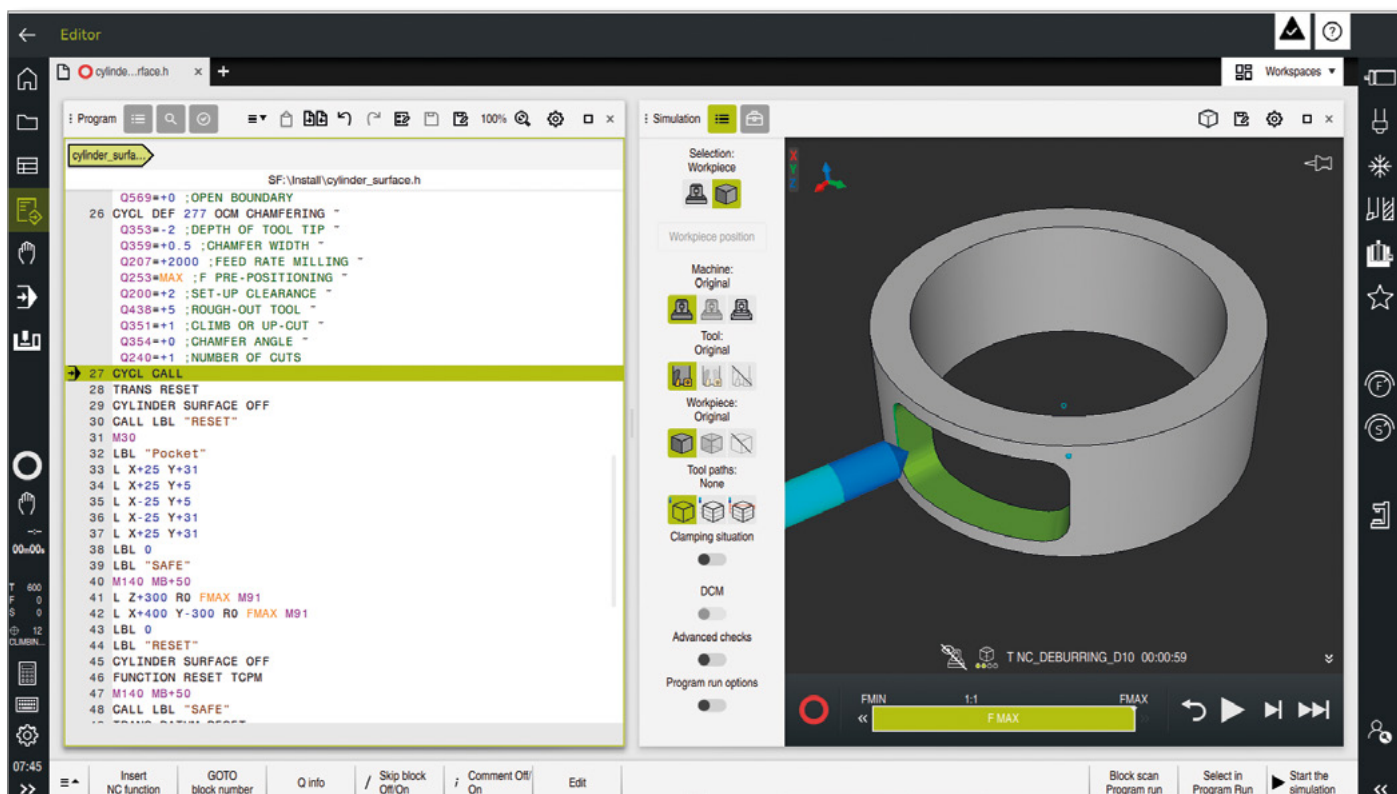 Editor
cylinde...rface.h
Workspaces
Program
100%
cylinder_surfa...
SF:\Install\cylinder_surface.h
Q569=+0 ;OPEN BOUNDARY
26 CYCL DEF 277 OCM CHAMFERING ~
Q353=-2 ;DEPTH OF TOOL TIP ~
Q359=+0.5 ;CHAMFER WIDTH ~
Q207=+2000 ;FEED RATE MILLING ~
Q253=MAX ;F PRE-POSITIONING ~
Q200=+2 ;SET-UP CLEARANCE ~
Q438=+5 ;ROUGH-OUT TOOL ~
Q351=+1 ;CLIMB OR UP-CUT ~
Q354=+0 ;CHAMFER ANGLE ~
Q240=+1 ;NUMBER OF CUTS
27 CYCL CALL
28 TRANS RESET
29 CYLINDER SURFACE OFF
30 CALL LBL "RESET"
31 M30
32 LBL "Pocket"
33 L X+25 Y+31
34 L X+25 Y+5
35 L X-25 Y+5
36 L X-25 Y+31
37 L X+25 Y+31
38 LBL 0
39 LBL "SAFE"
40 M140 MB+50
41 L Z+300 R0 FMAX M91
42 L X+400 Y-300 R0 FMAX M91
43 LBL 0
44 LBL "RESET"
45 CYLINDER SURFACE OFF
46 FUNCTION RESET TCPM
47 M140 MB+50
48 CALL LBL "SAFE"
Simulation
Selection:
Workpiece
Workpiece position
Machine:
Original
Tool:
Original
Workpiece:
Original
Tool paths:
None
Clamping situation
DCM
Advanced checks
Program run options
X
Y
Z
T NC_DEBURRING_D10 00:00:59
FMIN 1:1 FMAX
F MAX
F
S
-:--
00m00s
T 600
F 0
S 0
12
CLIMBIN...
07:45
Insert
NC function
GOTO
block number
Q info
/ Skip block
Off/On
; Comment Off/
On
Edit
Block scan
Program run
Select in
Program Run
Start the
simulation